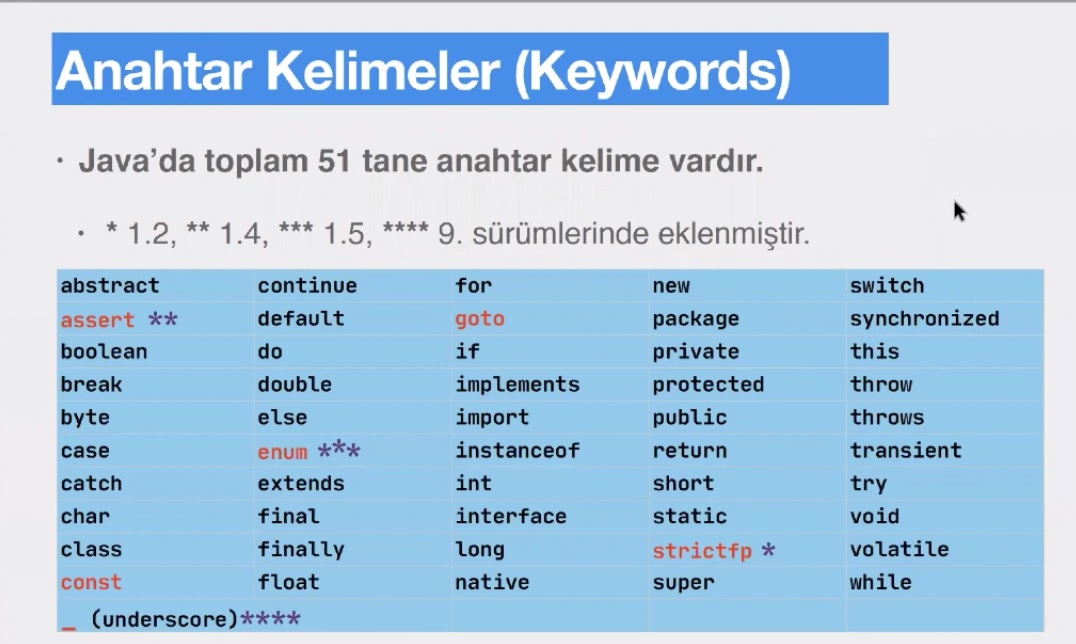 Anahtar Kelimeler (Keywords)
· Java’da toplam 51 tane anahtar kelime vardır.
· * 1.2, ** 1.4, *** 1.5, **** 9. sürümlerinde eklenmiştir.
abstract continue for new switch
assert ** default goto package synchronized
boolean do if private this
break double implements protected throw
byte else import public throws
case enum *** instanceof return transient
catch extends int short try
char final interface static void
class finally long strictfp * volatile
const float native super while
_ (underscore)****